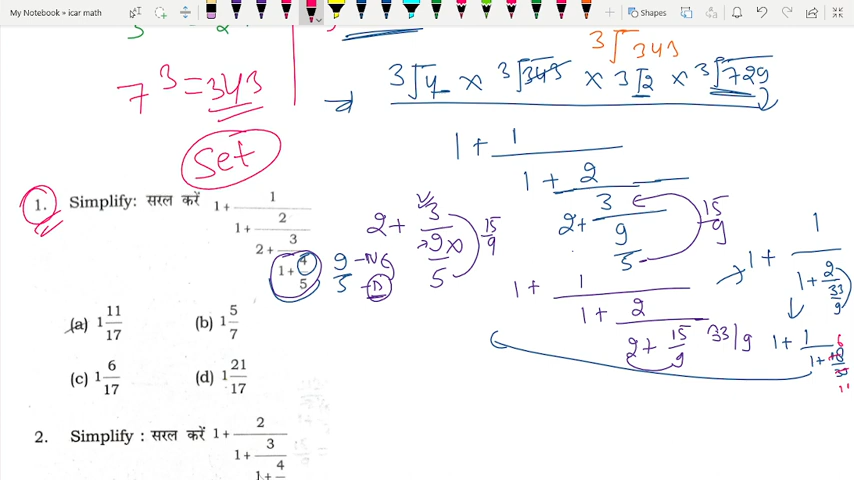 My Notebook » icar math
Shapes
3√343
7³ = 343
3√4 × ³√343 × 3√2 × ³√729
Set
1. Simplify: सरल करें 1+ 1/(1+ 2/(2+ 3/(1+ 4/5)))
9/5 -N
-D
2+ 3/(9/5) 15/9
1+ 1/(1+ 2/(2+ 3/(9/5))) 15/9
1+ 1/(1+ 2/(2+ 15/9)) 33/9
1+ 1/(1+ 2/(33/9))
1+ 1/(1+
(a) 1 11/17
(b) 1 5/7
(c) 1 6/17
(d) 1 21/17
2. Simplify : सरल करें 1+ 2/(1+ 3/(1+ 4/